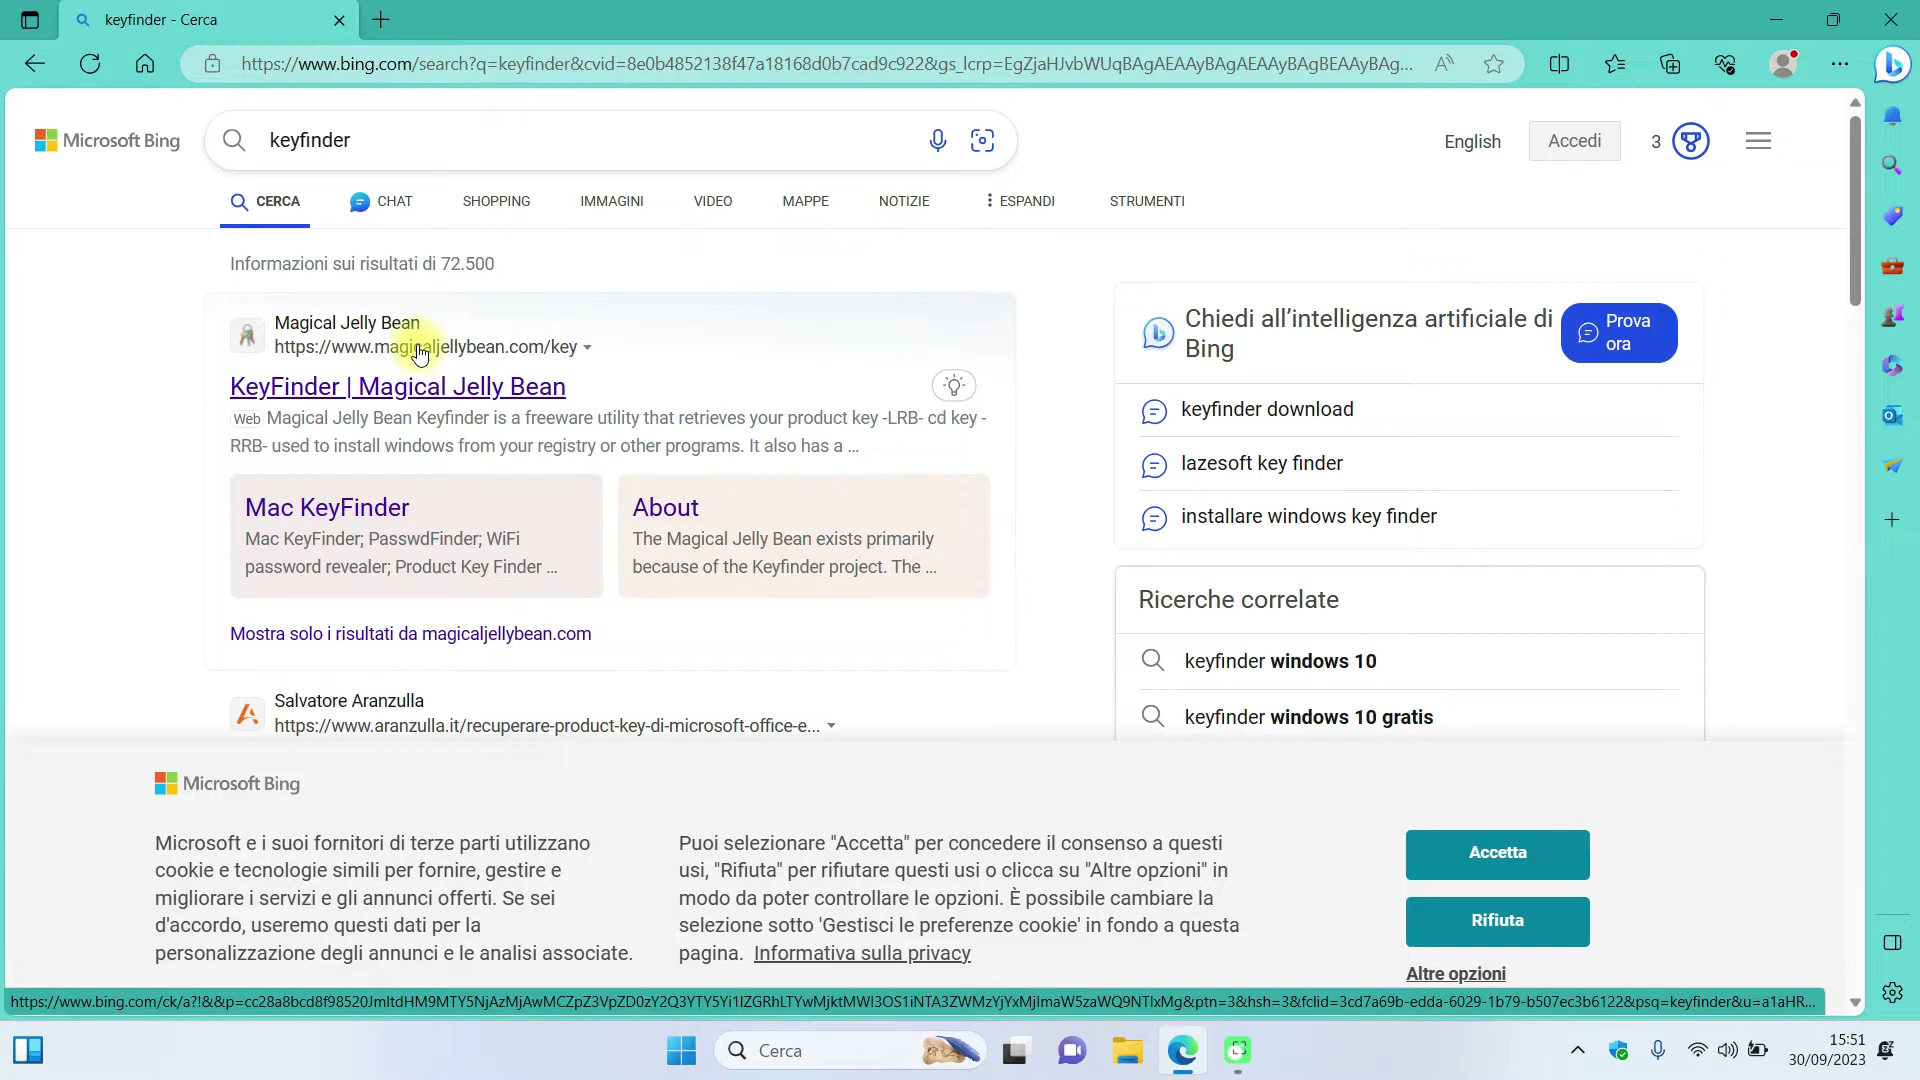 keyfinder - Cerca
https://www.bing.com/search?q=keyfinder&cvid=8e0b4852138f47a18168d0b7cad9c922&gs_lcrp=EgZjaHJvbWUqBAgAEAAyBAgAEAAyBAgBEAAyBAg...
Microsoft Bing
keyfinder
English
Accedi
3
CERCA
CHAT
SHOPPING
IMMAGINI
VIDEO
MAPPE
NOTIZIE
ESPANDI
STRUMENTI
Informazioni sui risultati di 72.500
Magical Jelly Bean
https://www.magicaljellybean.com/key
KeyFinder | Magical Jelly Bean
Web Magical Jelly Bean Keyfinder is a freeware utility that retrieves your product key -LRB- cd key -
RRB- used to install windows from your registry or other programs. It also has a ...
Mac KeyFinder
Mac KeyFinder; PasswdFinder; WiFi
password revealer; Product Key Finder ...
About
The Magical Jelly Bean exists primarily
because of the Keyfinder project. The ...
Mostra solo i risultati da magicaljellybean.com
Salvatore Aranzulla
https://www.aranzulla.it/recuperare-product-key-di-microsoft-office-e...
Chiedi all'intelligenza artificiale di
Bing
Prova
ora
keyfinder download
lazesoft key finder
installare windows key finder
Ricerche correlate
keyfinder windows 10
keyfinder windows 10 gratis
Microsoft Bing
Microsoft e i suoi fornitori di terze parti utilizzano
cookie e tecnologie simili per fornire, gestire e
migliorare i servizi e gli annunci offerti. Se sei
d'accordo, useremo questi dati per la
personalizzazione degli annunci e le analisi associate.
Puoi selezionare "Accetta" per concedere il consenso a questi
usi, "Rifiuta" per rifiutare questi usi o clicca su "Altre opzioni" in
modo da poter controllare le opzioni. È possibile cambiare la
selezione sotto 'Gestisci le preferenze cookie' in fondo a questa
pagina. Informativa sulla privacy
Accetta
Rifiuta
Altre opzioni
Cerca
15:51
30/09/2023